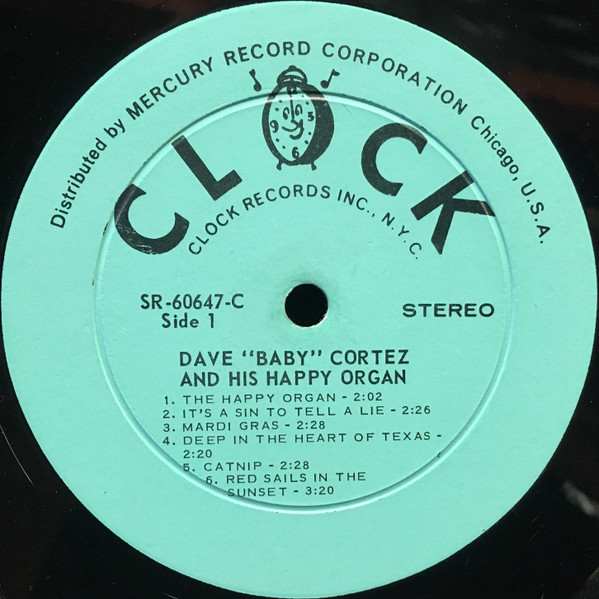 Distributed by MERCURY RECORD CORPORATION Chicago, U.S.A.
CLOCK
9 3
6
CLOCK RECORDS INC., N.Y.C.
SR-60647-C
Side 1
STEREO
DAVE "BABY" CORTEZ
AND HIS HAPPY ORGAN
1. THE HAPPY ORGAN - 2:02
2. IT'S A SIN TO TELL A LIE - 2:26
3. MARDI GRAS - 2:28
4. DEEP IN THE HEART OF TEXAS -
2:20
5. CATNIP - 2:28
6. RED SAILS IN THE
SUNSET - 3:20